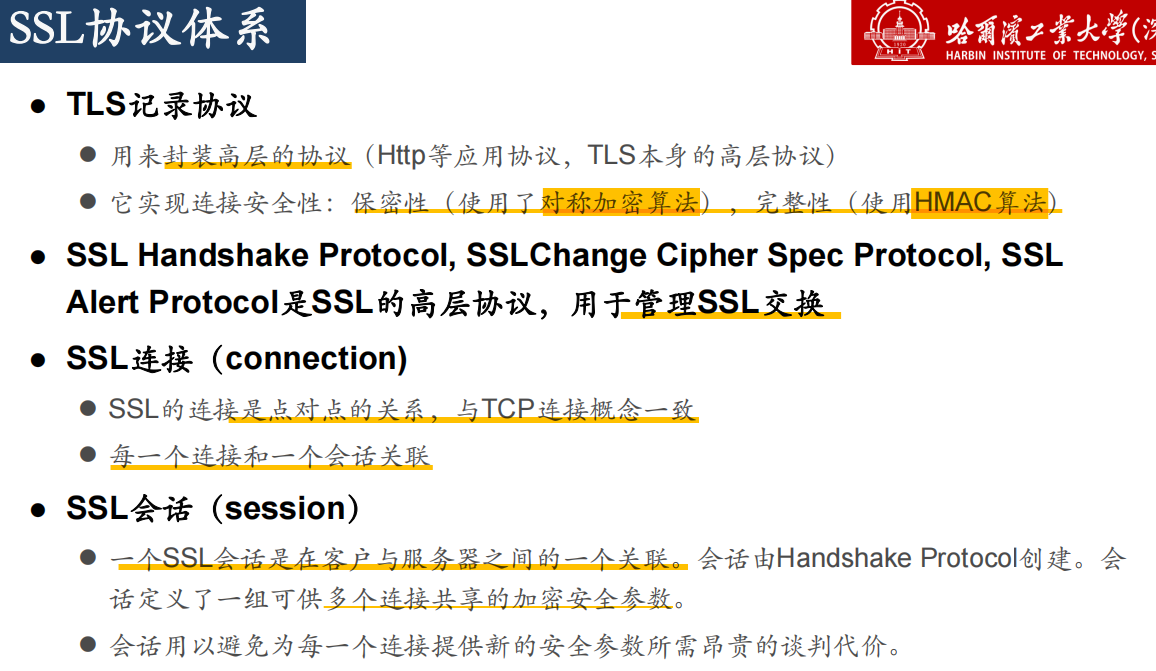 SSL协议体系
哈爾濱工業大學(深
HARBIN INSTITUTE OF TECHNOLOGY, S
HIT
● TLS记录协议
● 用来封装高层的协议（Http等应用协议，TLS本身的高层协议）
● 它实现连接安全性：保密性（使用了对称加密算法），完整性（使用HMAC算法）
● SSL Handshake Protocol, SSLChange Cipher Spec Protocol, SSL
Alert Protocol是SSL的高层协议，用于管理SSL交换
● SSL连接（connection)
● SSL的连接是点对点的关系，与TCP连接概念一致
● 每一个连接和一个会话关联
● SSL会话（session）
● 一个SSL会话是在客户与服务器之间的一个关联。会话由Handshake Protocol创建。会
话定义了一组可供多个连接共享的加密安全参数。
● 会话用以避免为每一个连接提供新的安全参数所需昂贵的谈判代价。